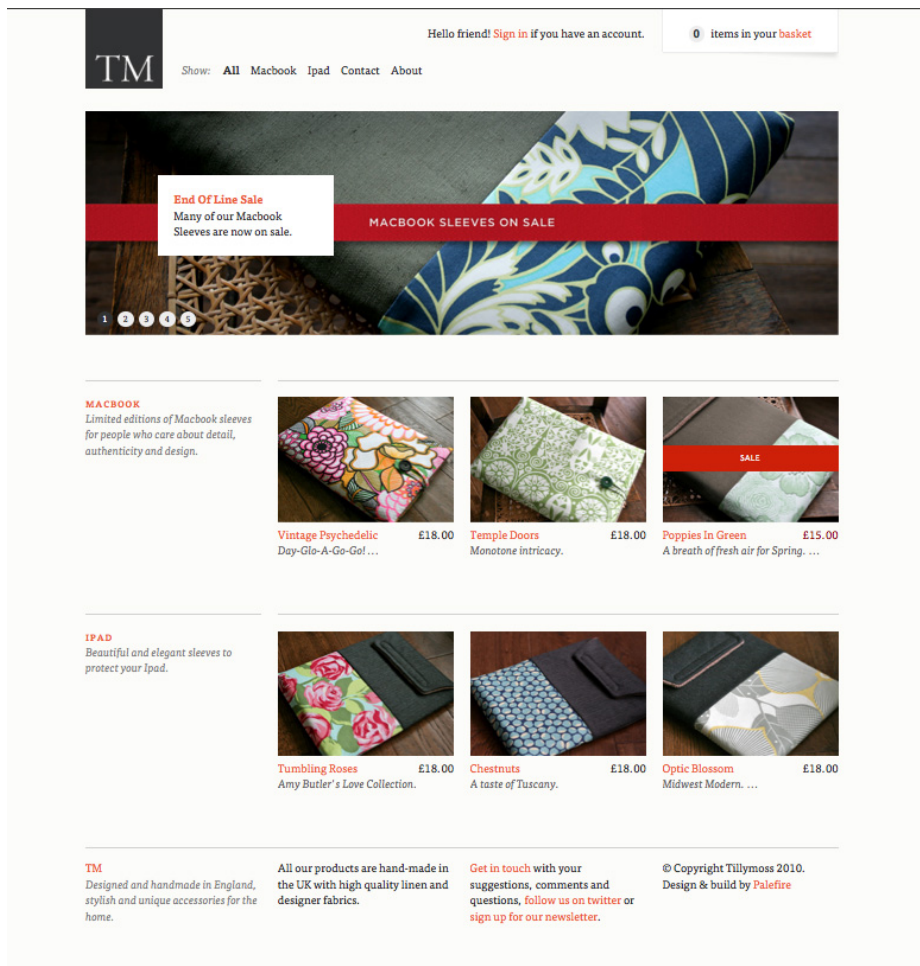 TM
Hello friend! Sign in if you have an account.
0 items in your basket
Show: All Macbook Ipad Contact About
End Of Line Sale
Many of our Macbook
Sleeves are now on sale.
MACBOOK SLEEVES ON SALE
1 2 3 4 5
MACBOOK
Limited editions of Macbook sleeves
for people who care about detail,
authenticity and design.
Vintage Psychedelic £18.00
Day-Glo-A-Go-Go! ...
Temple Doors £18.00
Monotone intricacy.
SALE
Poppies In Green £15.00
A breath of fresh air for Spring. ...
IPAD
Beautiful and elegant sleeves to
protect your Ipad.
Tumbling Roses £18.00
Amy Butler's Love Collection.
Chestnuts £18.00
A taste of Tuscany.
Optic Blossom £18.00
Midwest Modern. ...
TM
Designed and handmade in England,
stylish and unique accessories for the
home.
All our products are hand-made in
the UK with high quality linen and
designer fabrics.
Get in touch with your
suggestions, comments and
questions, follow us on twitter or
sign up for our newsletter.
© Copyright Tillymoss 2010.
Design & build by Palefire